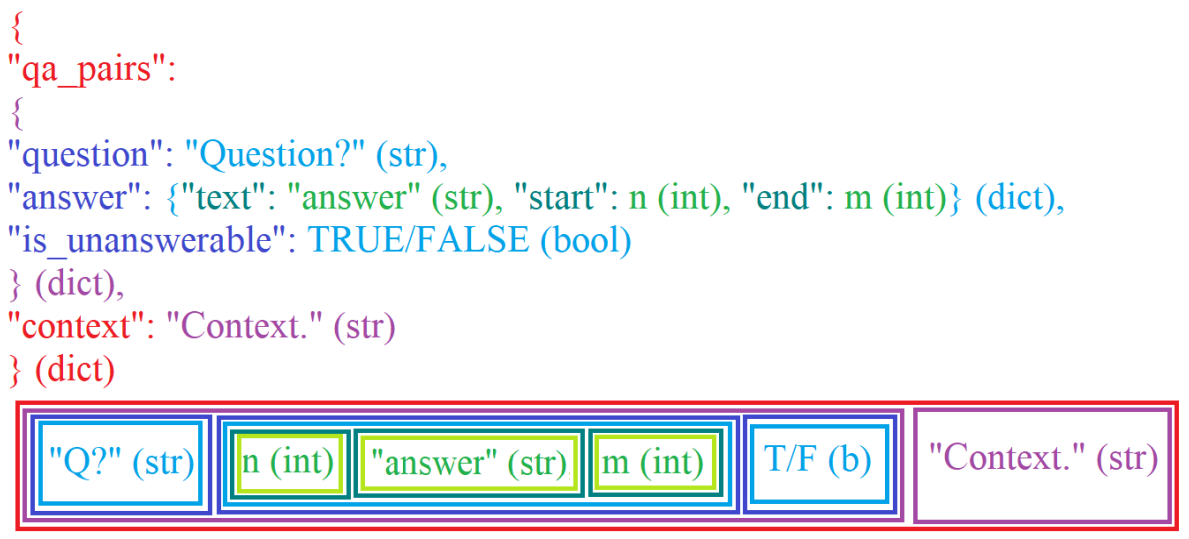 {
"qa_pairs":
{
"question": "Question?" (str),
"answer": {"text": "answer" (str), "start": n (int), "end": m (int)} (dict),
"is_unanswerable": TRUE/FALSE (bool)
} (dict),
"context": "Context." (str)
} (dict)
"Q?" (str) n (int) "answer" (str) m (int) T/F (b) "Context." (str)